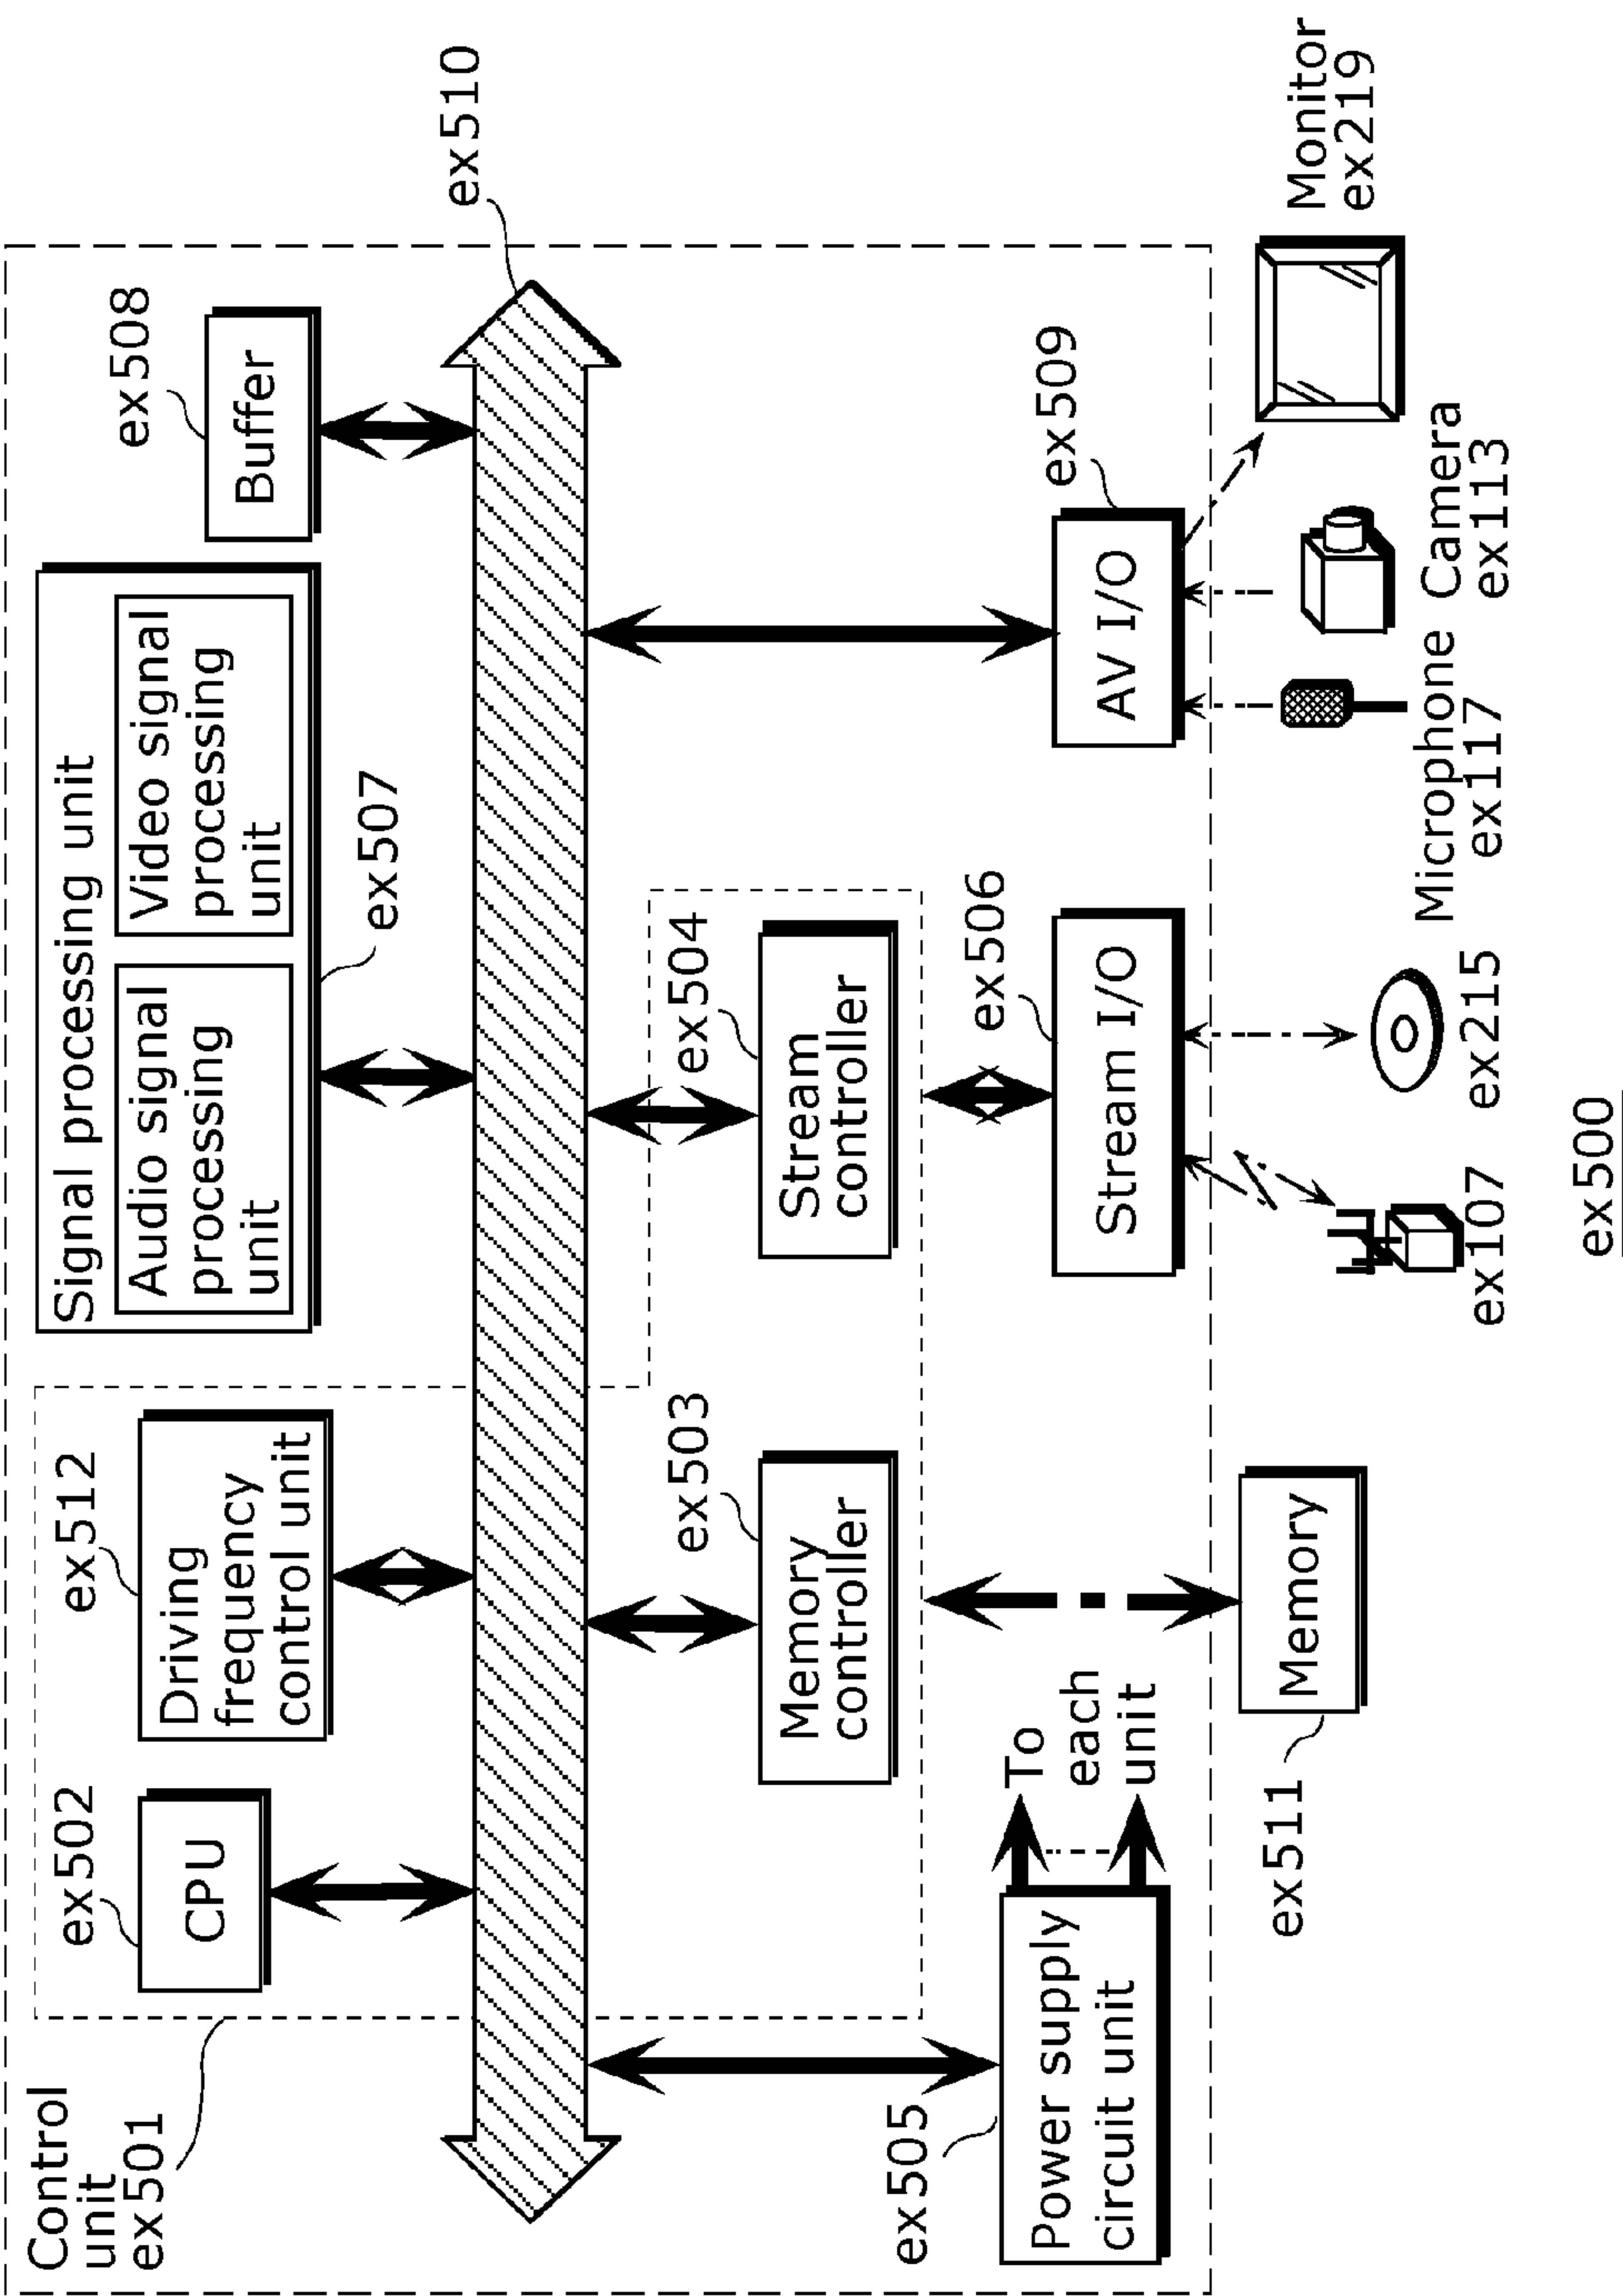 Control
unit
ex501
ex502
CPU
ex512
Driving
frequency
control unit
Signal processing unit
Audio signal
processing
unit
Video signal
processing
unit
ex507
ex508
Buffer
ex510
ex503
Memory
controller
ex504
Stream
controller
ex505
Power supply
circuit unit
To
each
unit
ex506
Stream I/O
ex509
AV I/O
ex511
Memory
ex107
ex215
Microphone
ex117
Camera
ex113
Monitor
ex219
ex500